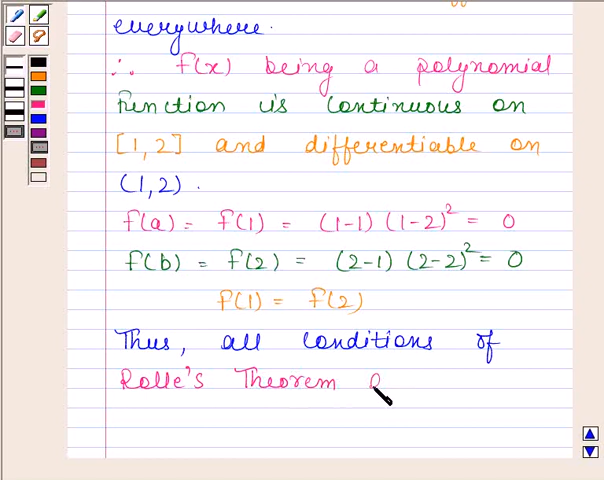 everywhere.
∴ f(x) being a polynomial
function is continuous on
[1,2] and differentiable on
(1,2).
f(a) = f(1) = (1-1) (1-2)² = 0
f(b) = f(2) = (2-1) (2-2)² = 0
f(1) = f(2)
Thus, all conditions of
Rolle's Theorem